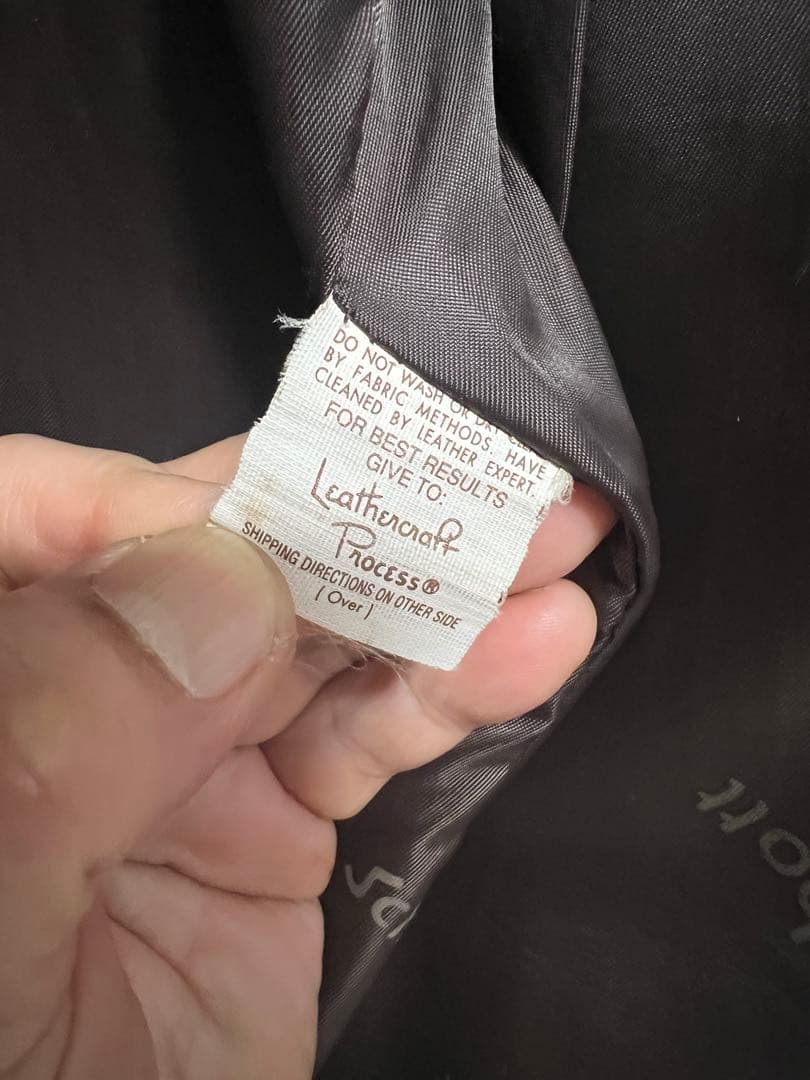 DO NOT WASH OR DRY
BY FABRIC METHODS. HAVE
CLEANED BY LEATHER EXPERT.
FOR BEST RESULTS
GIVE TO:
Leathercraft
Process®
SHIPPING DIRECTIONS ON OTHER SIDE
(Over)